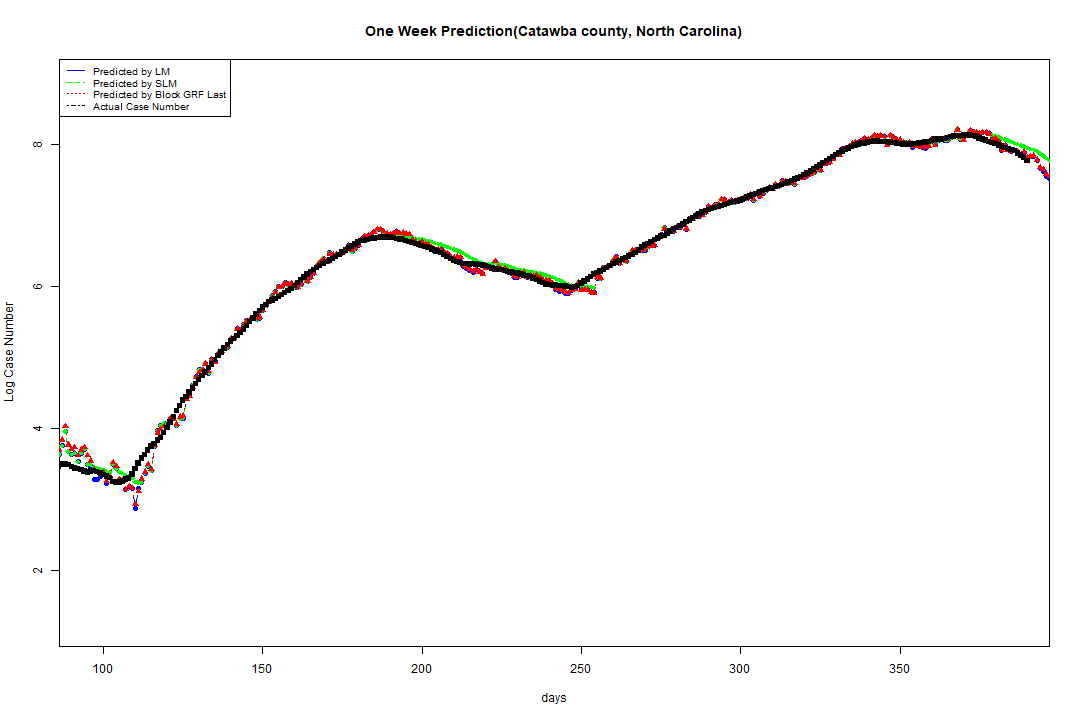 One Week Prediction(Catawba county, North Carolina)
Predicted by LM
Predicted by SLM
Predicted by Block GRF Last
Actual Case Number
8
6
4
2
Log Case Number
100 150 200 250 300 350
days